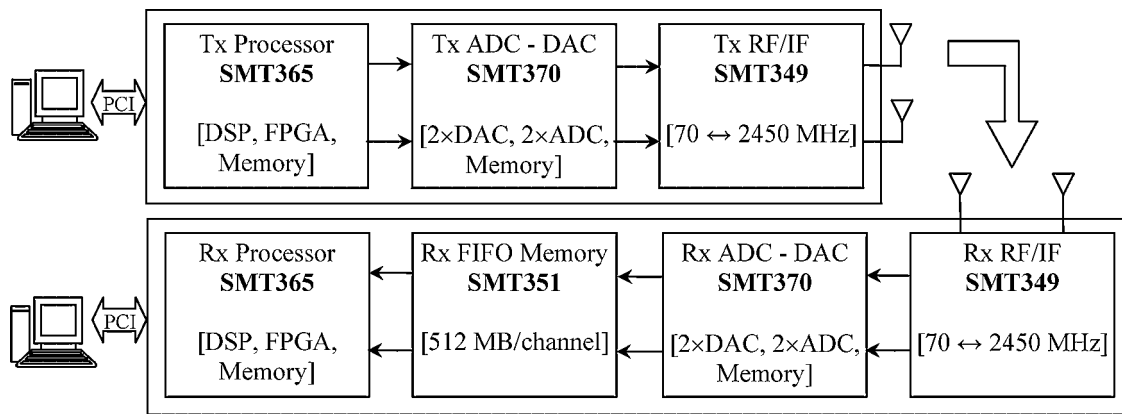 Tx Processor
SMT365
[DSP, FPGA,
Memory]
Tx ADC - DAC
SMT370
[2×DAC, 2×ADC,
Memory]
Tx RF/IF
SMT349
[70 ↔ 2450 MHz]
PCI
Rx Processor
SMT365
[DSP, FPGA,
Memory]
Rx FIFO Memory
SMT351
[512 MB/channel]
Rx ADC - DAC
SMT370
[2×DAC, 2×ADC,
Memory]
Rx RF/IF
SMT349
[70 ↔ 2450 MHz]
PCI